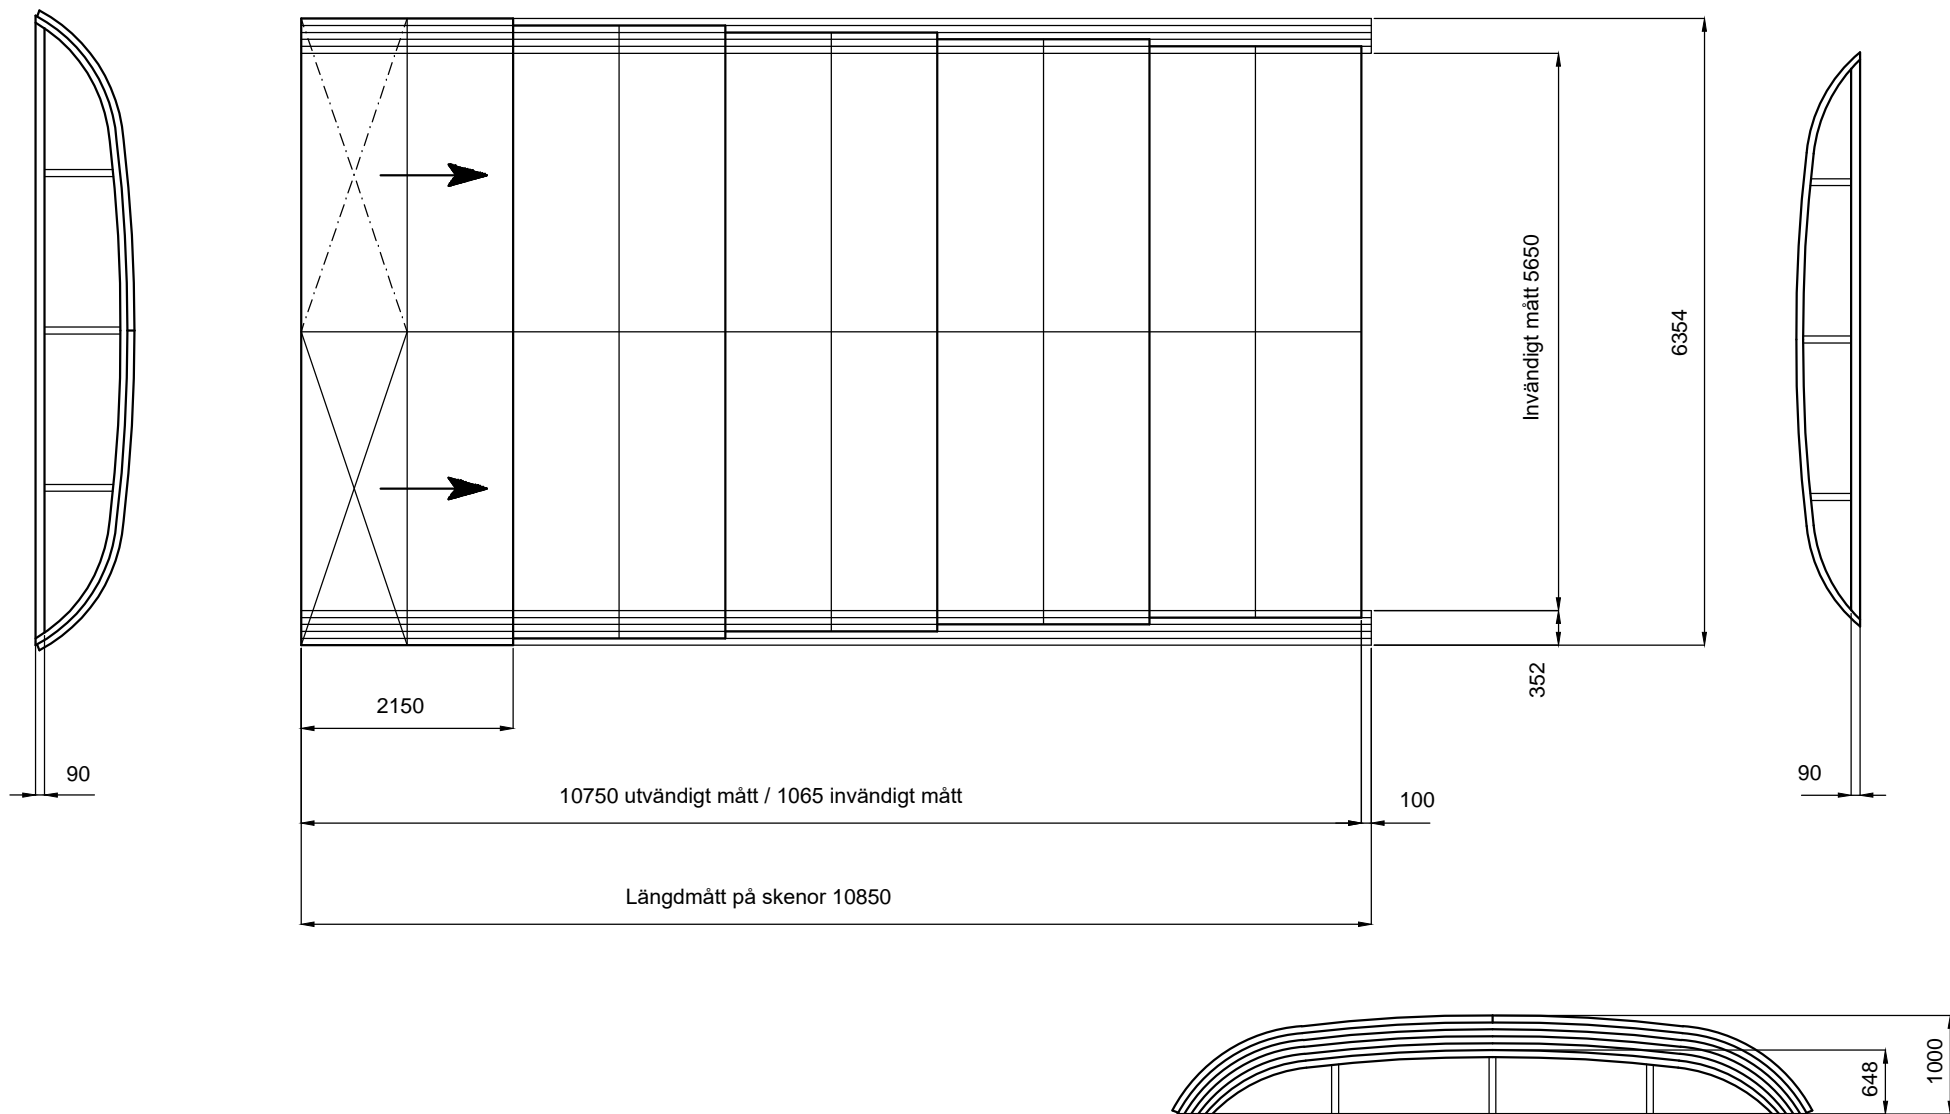 Invändigt mått 5650
6354
352
2150
90
90
10750 utvändigt mått / 1065 invändigt mått
100
Längdmått på skenor 10850
648
1000